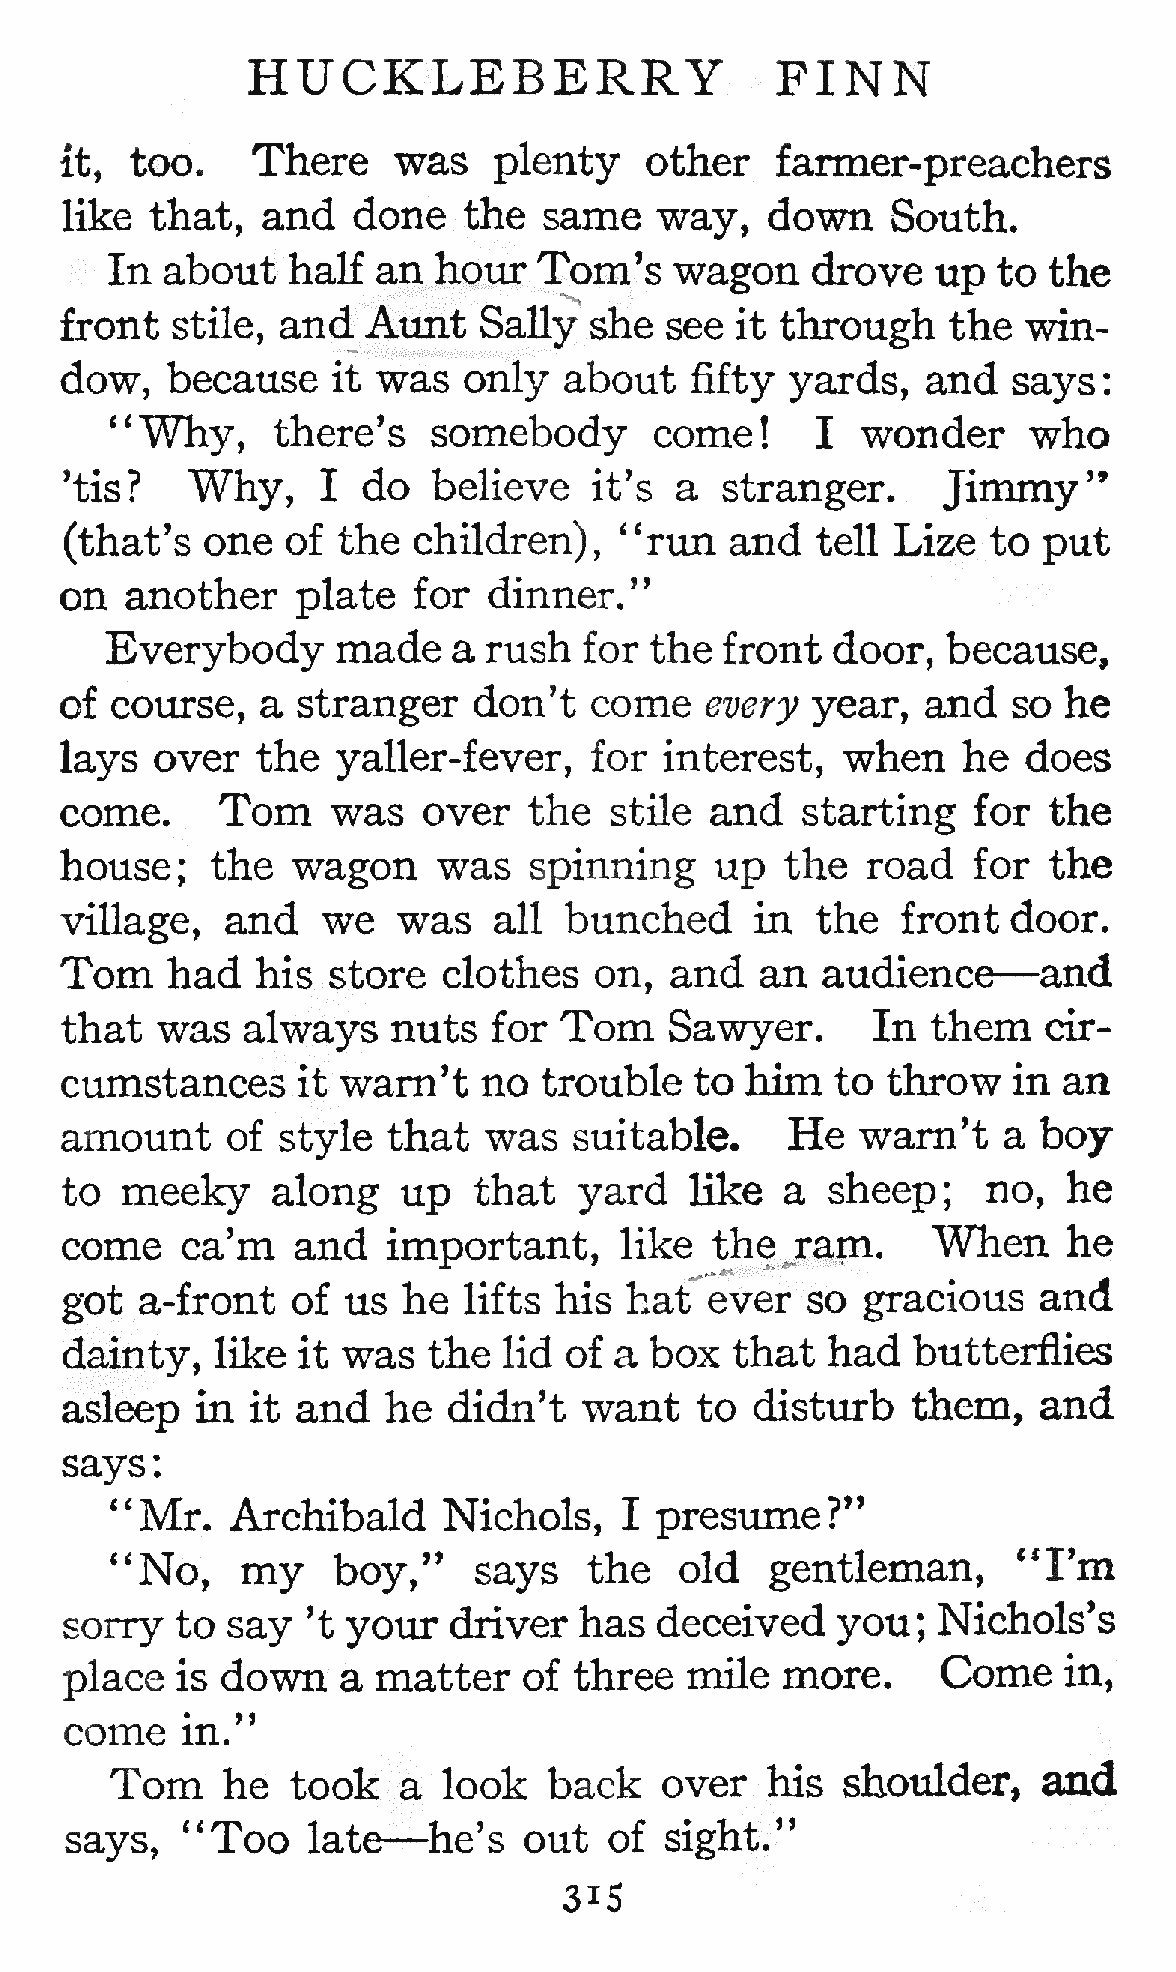 HUCKLEBERRY FINN
it, too. There was plenty other farmer-preachers
like that, and done the same way, down South.
In about half an hour Tom's wagon drove up to the
front stile, and Aunt Sally she see it through the win-
dow, because it was only about fifty yards, and says:
"Why, there's somebody come! I wonder who
'tis? Why, I do believe it's a stranger. Jimmy"
(that's one of the children), "run and tell Lize to put
on another plate for dinner."
Everybody made a rush for the front door, because,
of course, a stranger don't come every year, and so he
lays over the yaller-fever, for interest, when he does
come. Tom was over the stile and starting for the
house; the wagon was spinning up the road for the
village, and we was all bunched in the front door.
Tom had his store clothes on, and an audience—and
that was always nuts for Tom Sawyer. In them cir-
cumstances it warn't no trouble to him to throw in an
amount of style that was suitable. He warn't a boy
to meeky along up that yard like a sheep; no, he
come ca'm and important, like the ram. When he
got a-front of us he lifts his hat ever so gracious and
dainty, like it was the lid of a box that had butterflies
asleep in it and he didn't want to disturb them, and
says:
"Mr. Archibald Nichols, I presume?"
"No, my boy," says the old gentleman, "I'm
sorry to say 't your driver has deceived you; Nichols's
place is down a matter of three mile more. Come in,
come in."
Tom he took a look back over his shoulder, and
says, "Too late—he's out of sight."
315